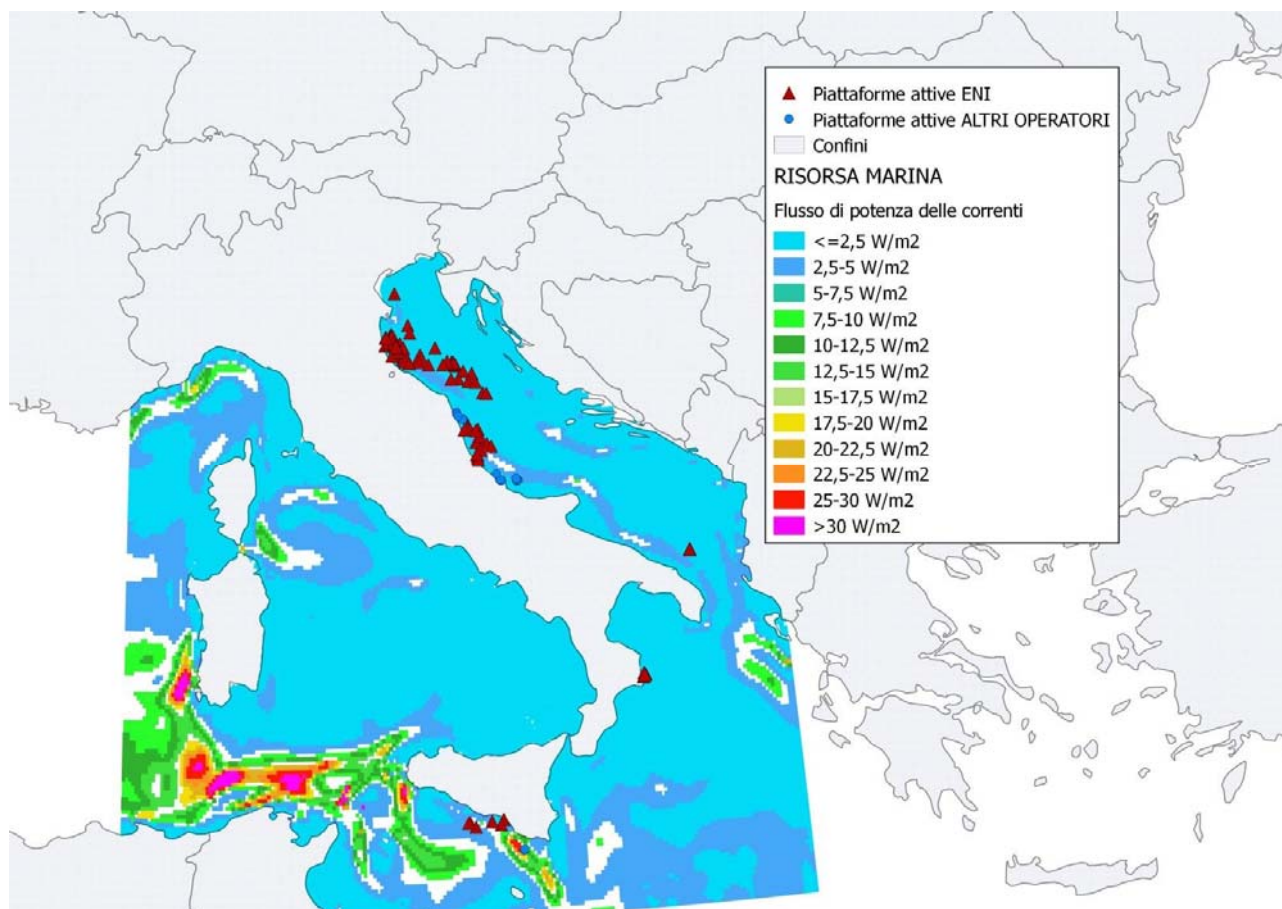 Piattaforme attive ENI
Piattaforme attive ALTRI OPERATORI
Confini
RISORSA MARINA
Flusso di potenza delle correnti
<=2,5 W/m2
2,5-5 W/m2
5-7,5 W/m2
7,5-10 W/m2
10-12,5 W/m2
12,5-15 W/m2
15-17,5 W/m2
17,5-20 W/m2
20-22,5 W/m2
22,5-25 W/m2
25-30 W/m2
>30 W/m2